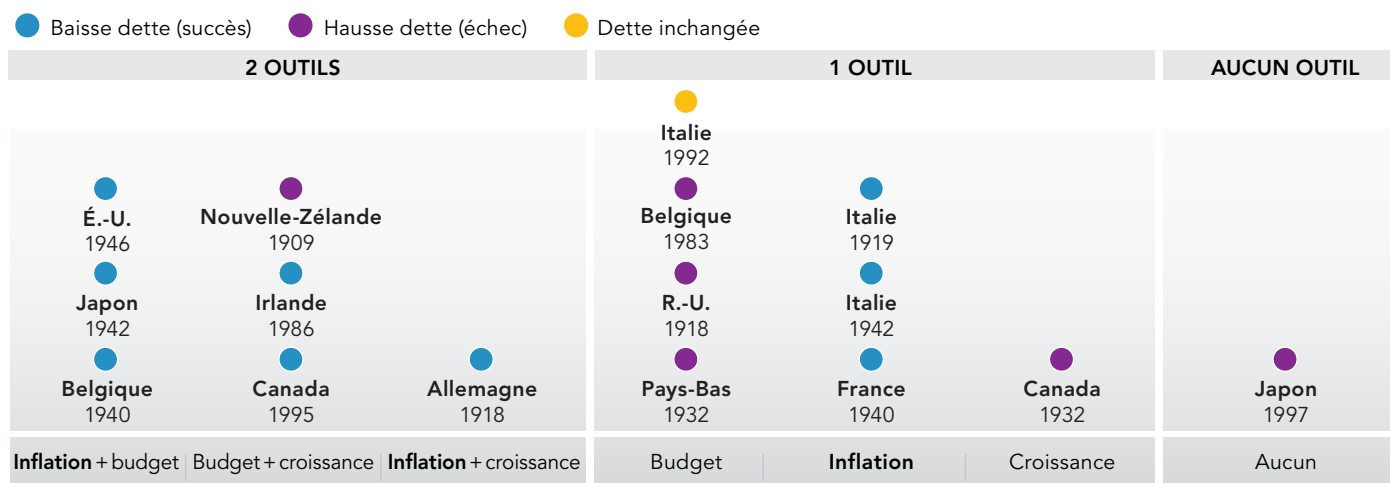 Baisse dette (succès) Hausse dette (échec) Dette inchangée
2 OUTILS 1 OUTIL AUCUN OUTIL
Italie
1992
É.-U. Nouvelle-Zélande Belgique Italie
1946 1909 1983 1919
Japon Irlande R.-U. Italie
1942 1986 1918 1942
Belgique Canada Allemagne Pays-Bas France Canada Japon
1940 1995 1918 1932 1940 1932 1997
Inflation + budget Budget + croissance Inflation + croissance Budget Inflation Croissance Aucun